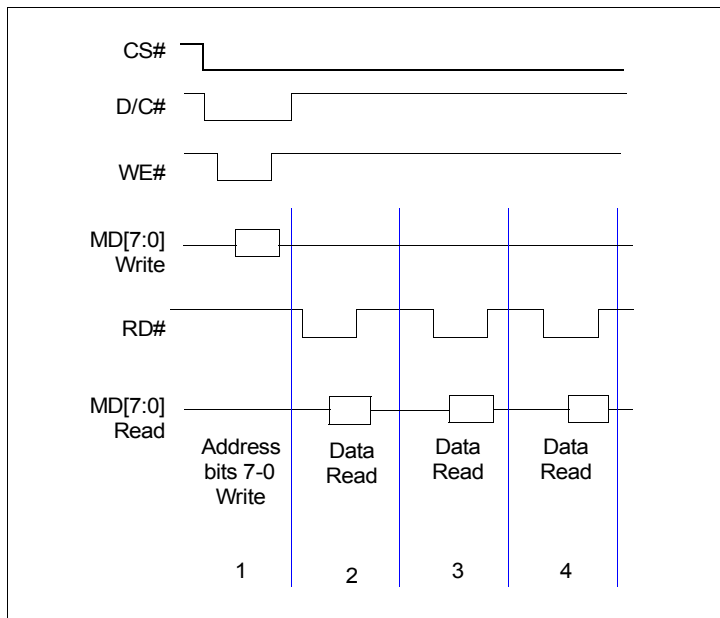 CS#
D/C#
WE#
MD[7:0]
Write
RD#
MD[7:0]
Read
Address
bits 7-0
Write
Data
Read
Data
Read
Data
Read
1
2
3
4